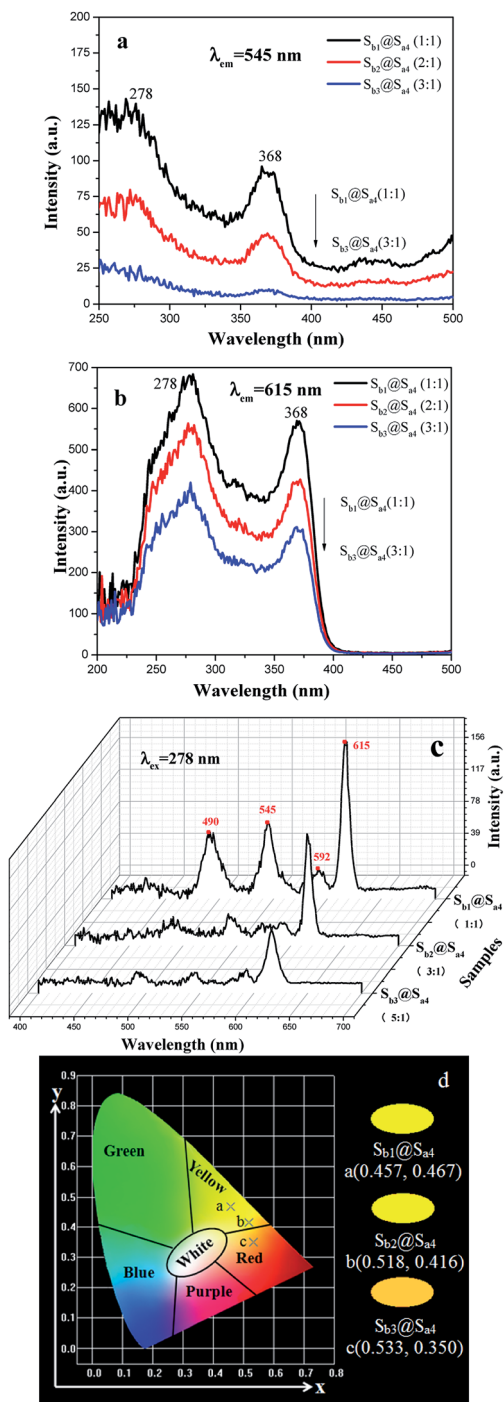 a
λem=545 nm
Sb1@Sa4 (1:1)
Sb2@Sa4 (2:1)
Sb3@Sa4 (3:1)
278
368
Sb1@Sa4(1:1)
Sb3@Sa4(3:1)
Intensity (a.u.)
200
175
150
125
100
75
50
25
0
250 300 350 400 450 500
Wavelength (nm)
b
λem=615 nm
Sb1@Sa4 (1:1)
Sb2@Sa4 (2:1)
Sb3@Sa4 (3:1)
278
368
Sb1@Sa4(1:1)
Sb3@Sa4(3:1)
Intensity (a.u.)
700
600
500
400
300
200
100
0
200 250 300 350 400 450 500
Wavelength (nm)
c
λex=278 nm
490
545
592
615
156
117
78
39
0
Intensity (a.u.)
Sb1@Sa4
( 1:1)
Sb2@Sa4
( 3:1)
Sb3@Sa4
( 5:1)
Samples
400 450 500 550 600 650 700
Wavelength (nm)
d
y
0.9
0.8
0.7
0.6
0.5
0.4
0.3
0.2
0.1
0.0
Green
Yellow
a
b
c
White
Red
Blue
Purple
0.0 0.1 0.2 0.3 0.4 0.5 0.6 0.7 0.8
x
Sb1@Sa4
a(0.457, 0.467)
Sb2@Sa4
b(0.518, 0.416)
Sb3@Sa4
c(0.533, 0.350)